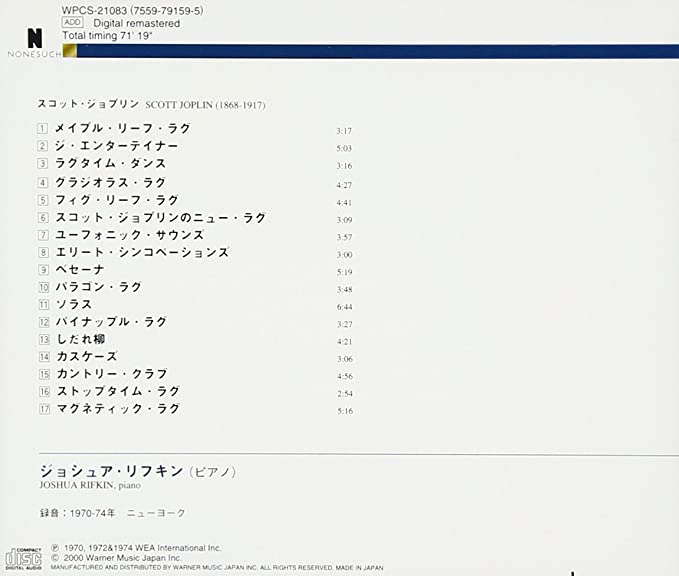 WPCS-21083 (7559-79159-5)
ADD Digital remastered
Total timing 71' 19"
N
NONESUCH
スコット・ジョプリン SCOTT JOPLIN (1868-1917)
1 メイプル・リーフ・ラグ 3:17
2 ジ・エンターテイナー 5:03
3 ラグタイム・ダンス 3:16
4 グラジオラス・ラグ 4:27
5 フィグ・リーフ・ラグ 4:41
6 スコット・ジョプリンのニュー・ラグ 3:09
7 ユーフォニック・サウンズ 3:57
8 エリート・シンコペーションズ 3:00
9 ベセーナ 5:19
10 パラゴン・ラグ 3:48
11 ソラス 6:44
12 パイナップル・ラグ 3:27
13 しだれ柳 4:21
14 カスケーズ 3:06
15 カントリー・クラブ 4:56
16 ストップタイム・ラグ 2:54
17 マグネティック・ラグ 5:16
ジョシュア・リフキン(ピアノ)
JOSHUA RIFKIN, piano
録音：1970-74年 ニューヨーク
COMPACT disc DIGITAL AUDIO
℗ 1970, 1972&1974 WEA International Inc.
© 2000 Warner Music Japan Inc.
MANUFACTURED AND DISTRIBUTED BY WARNER MUSIC JAPAN INC. ALL RIGHTS RESERVED. MADE IN JAPAN